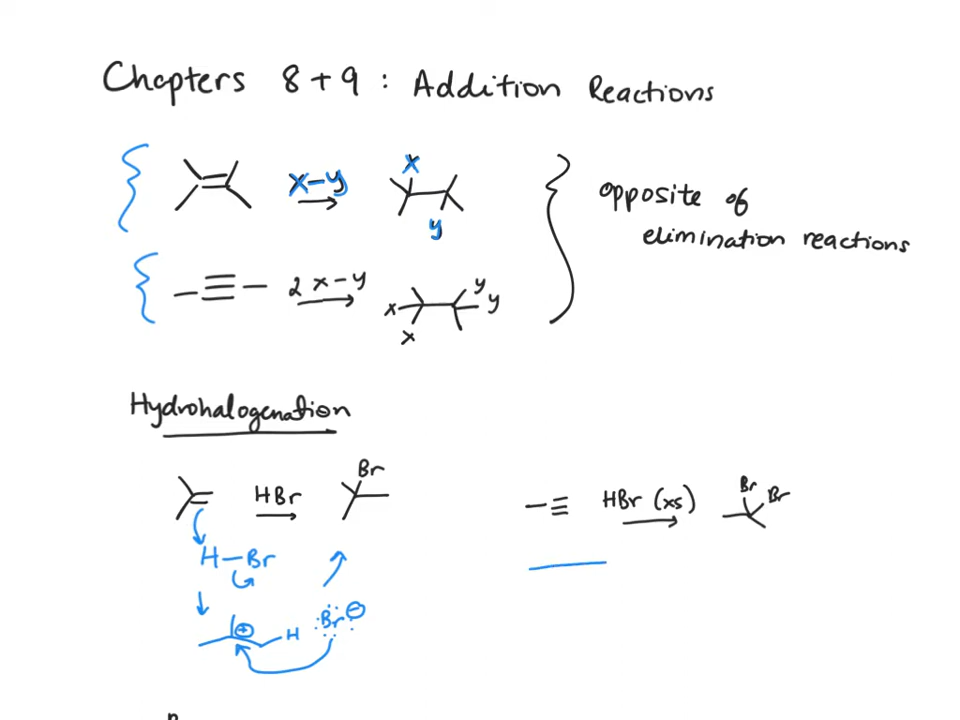 Chapters 8+9 : Addition Reactions
x-y
x
y
opposite of
elimination reactions
2 x-y
x
x
y
y
Hydrohalogenation
HBr
Br
HBr (xs)
Br
Br
H-Br
⊕
H
Br ⊖